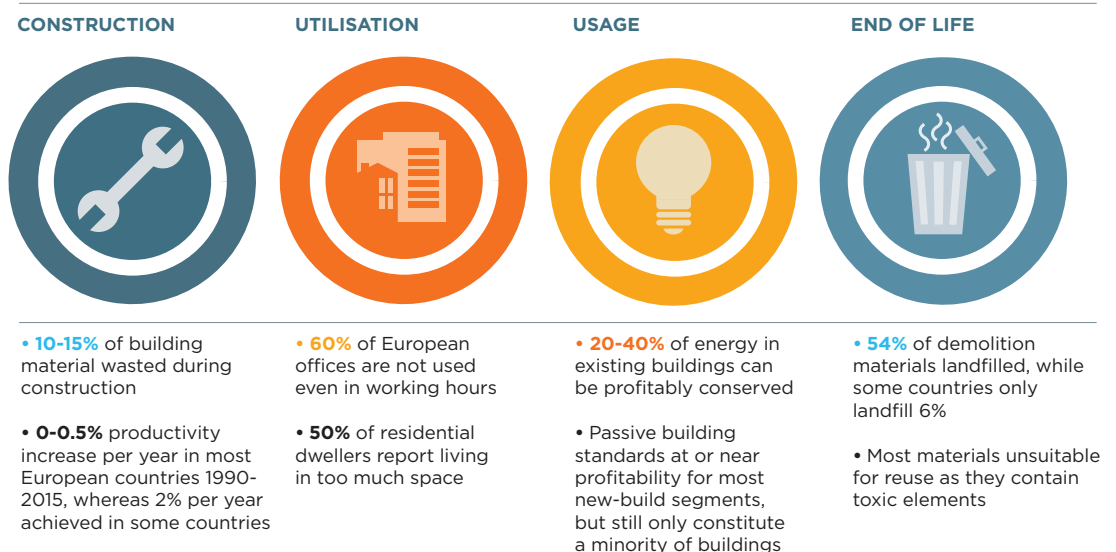 CONSTRUCTION
UTILISATION
USAGE
END OF LIFE
• 10-15% of building
material wasted during
construction
• 0-0.5% productivity
increase per year in most
European countries 1990-
2015, whereas 2% per year
achieved in some countries
• 60% of European
offices are not used
even in working hours
• 50% of residential
dwellers report living
in too much space
• 20-40% of energy in
existing buildings can
be profitably conserved
• Passive building
standards at or near
profitability for most
new-build segments,
but still only constitute
a minority of buildings
• 54% of demolition
materials landfilled, while
some countries only
landfill 6%
• Most materials unsuitable
for reuse as they contain
toxic elements